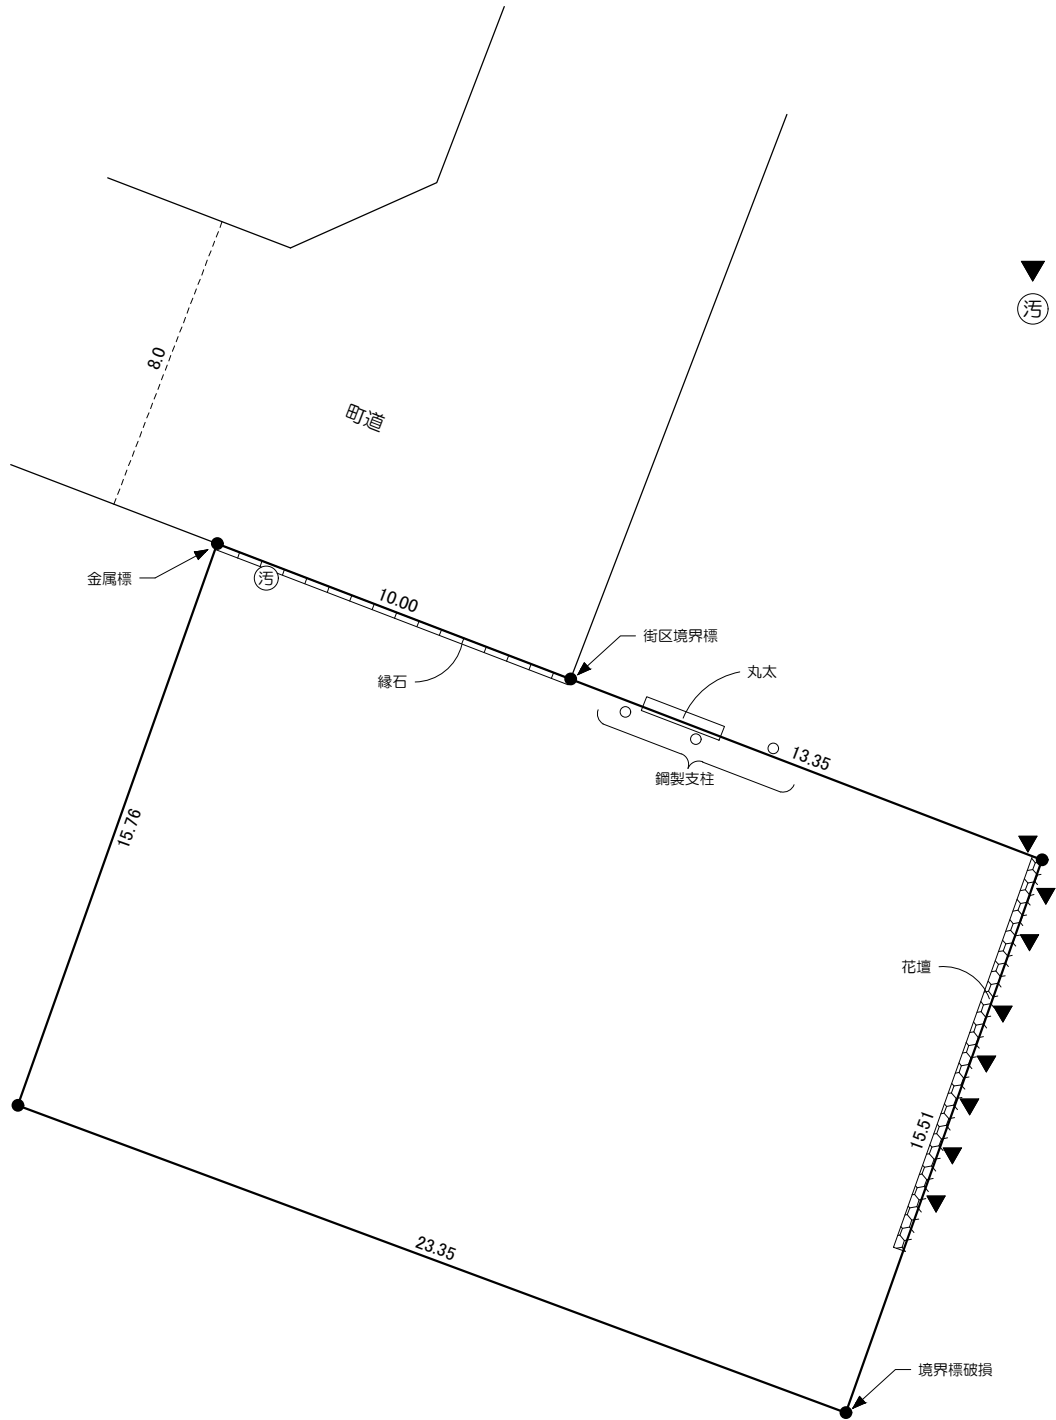 汚
8.0
町道
金属標
汚
10.00
街区境界標
縁石
丸太
13.35
鋼製支柱
15.76
花壇
15.51
23.35
境界標破損